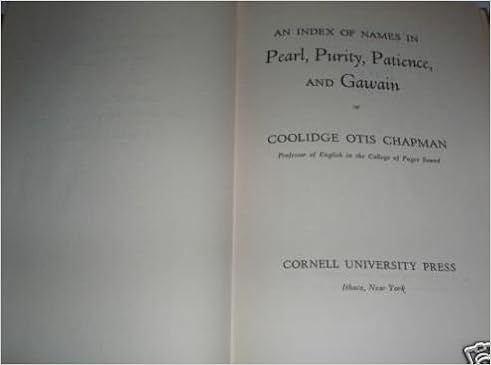 AN INDEX OF NAMES IN
Pearl, Purity, Patience,
AND GAWAIN
COOLIDGE OTIS CHAPMAN
Professor of English in the College of Puget Sound
CORNELL UNIVERSITY PRESS
Ithaca, New York